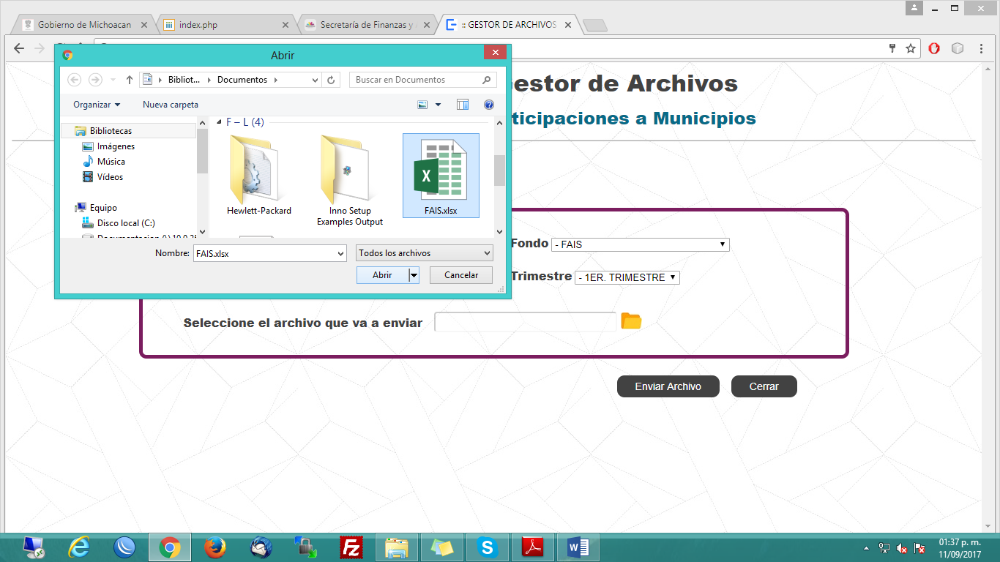 Gobierno de Michoacan
index.php
Secretaría de Finanzas y
:: GESTOR DE ARCHIVOS
Abrir
Bibliot...
Documentos
Buscar en Documentos
Organizar
Nueva carpeta
Bibliotecas
Imágenes
Música
Vídeos
Equipo
Disco local (C:)
F – L (4)
Hewlett-Packard
Inno Setup
Examples Output
FAIS.xlsx
Nombre:
FAIS.xlsx
Todos los archivos
Abrir
Cancelar
estor de Archivos
ticipaciones a Municipios
Fondo
- FAIS
Trimestre
- 1ER. TRIMESTRE
Seleccione el archivo que va a enviar
Enviar Archivo
Cerrar
01:37 p. m.
11/09/2017